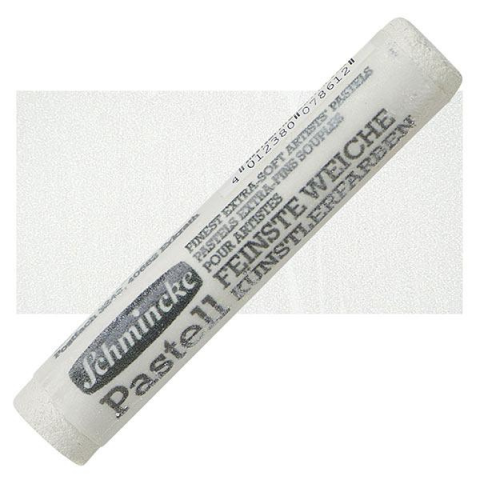 4"012380"078612"
FINEST EXTRA-SOFT ARTISTS' PASTELS
PASTELS EXTRA-FINS SOUPLES
POUR ARTISTES
FEINSTE WEICHE
KÜNSTLERFARBEN
Schmincke
Pastell